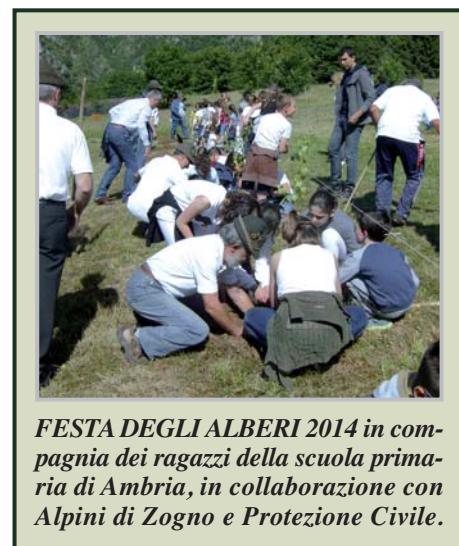 FESTA DEGLI ALBERI 2014 in com-
pagnia dei ragazzi della scuola prima-
ria di Ambria, in collaborazione con
Alpini di Zogno e Protezione Civile.